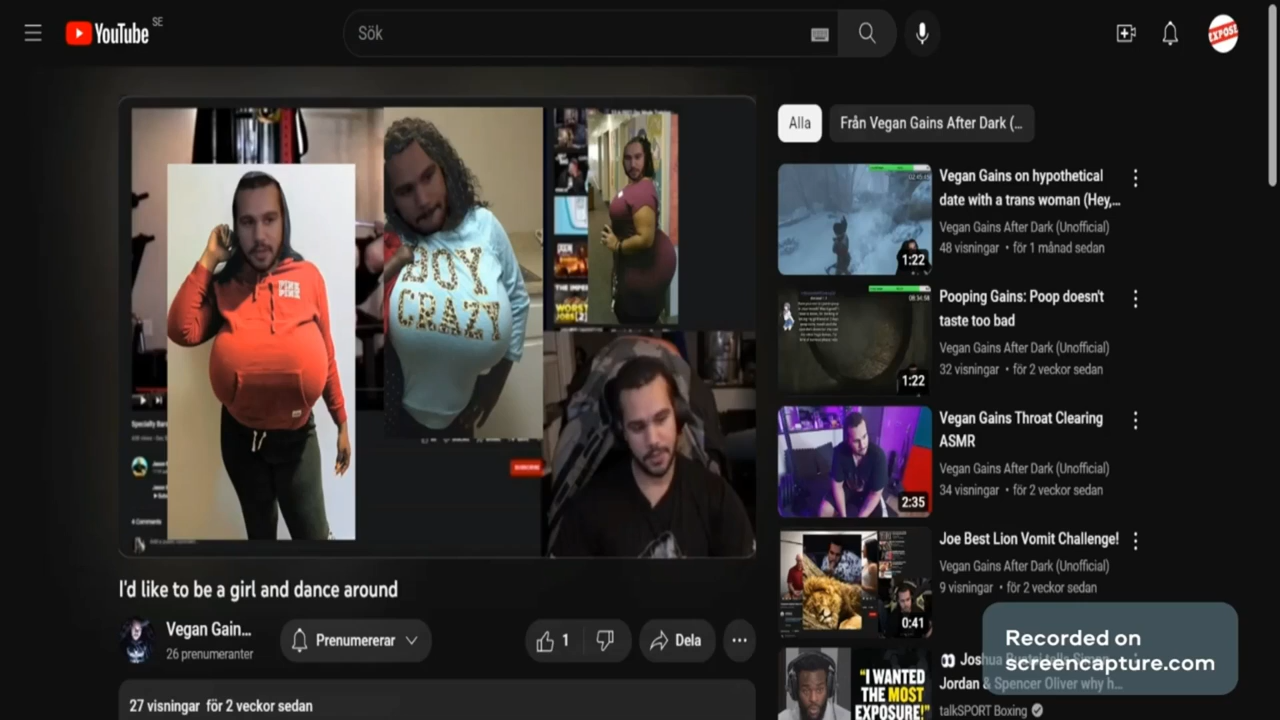 YouTube SE
Sök
EXPOSE
Alla
Från Vegan Gains After Dark (...
PINK
PINK
BOY
CRAZY
SUBSCRIBE
I'd like to be a girl and dance around
Vegan Gain...
26 prenumeranter
Prenumererar
1
Dela
27 visningar för 2 veckor sedan
Vegan Gains on hypothetical
date with a trans woman (Hey,...
Vegan Gains After Dark (Unofficial)
48 visningar • för 1 månad sedan
1:22
Pooping Gains: Poop doesn't
taste too bad
Vegan Gains After Dark (Unofficial)
32 visningar • för 2 veckor sedan
1:22
Vegan Gains Throat Clearing
ASMR
Vegan Gains After Dark (Unofficial)
34 visningar • för 2 veckor sedan
2:35
Joe Best Lion Vomit Challenge!
Vegan Gains After Dark (Unofficial)
9 visningar • för 2 veckor sedan
0:41
Jordan & Spencer Oliver why h...
talkSPORT Boxing
"I WANTED
THE MOST
EXPOSURE!"
Recorded on
screencapture.com